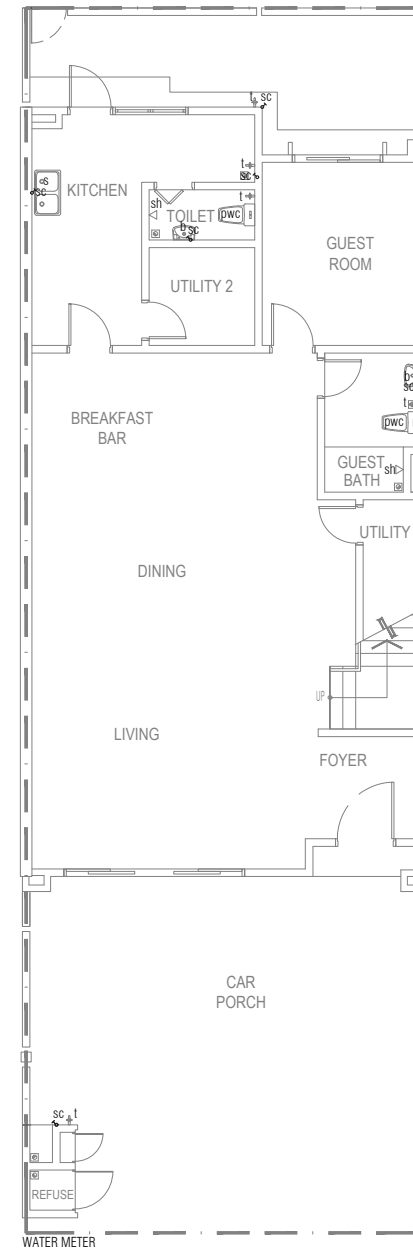 t
sc
t
sc
s
sc
KITCHEN
t
sh
TOILET
pwc
b
sc
GUEST
ROOM
UTILITY 2
b
sc
t
BREAKFAST
BAR
pwc
GUEST
BATH
sh
UTILITY
DINING
UP
LIVING
FOYER
CAR
PORCH
sc
t
REFUSE
WATER METER